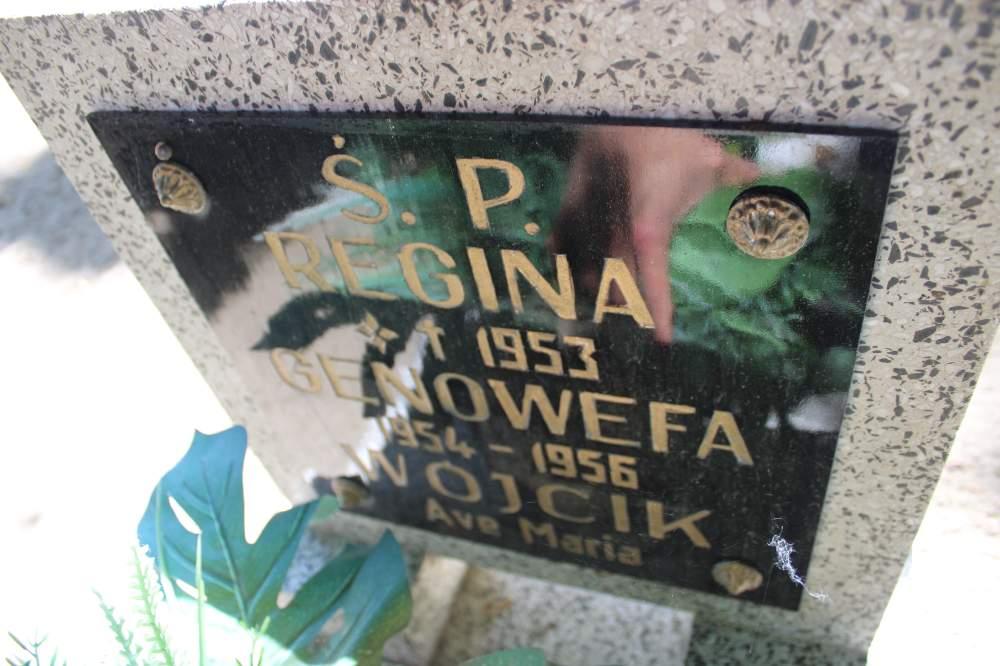 Ś. P.
REGINA
✧ † 1953
GENOWEFA
1954 - 1956
WÓJCIK
Ave Maria